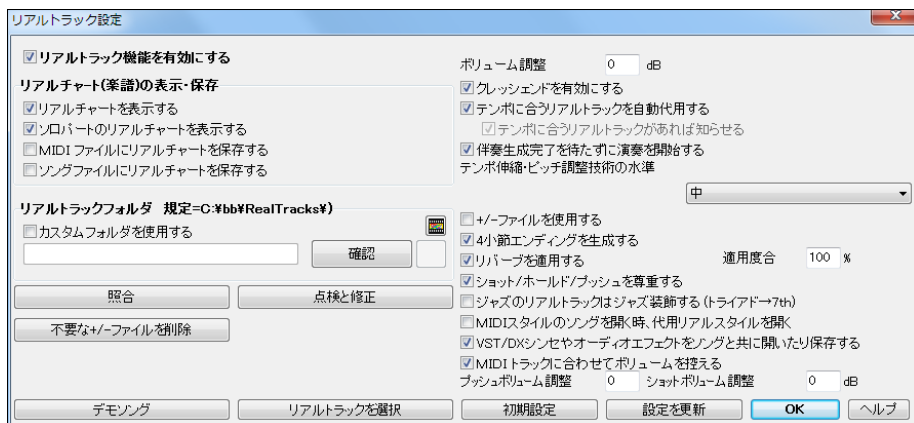 リアルトラック設定
リアルトラック機能を有効にする
リアルチャート(楽譜)の表示・保存
リアルチャートを表示する
ソロパートのリアルチャートを表示する
MIDI ファイルにリアルチャートを保存する
ソングファイルにリアルチャートを保存する
リアルトラックフォルダ 規定=C:¥bb¥RealTracks¥)
カスタムフォルダを使用する
確認
照合 点検と修正
不要な+/-ファイルを削除
デモソング リアルトラックを選択
ボリューム調整 0 dB
クレッシェンドを有効にする
テンポに合うリアルトラックを自動代用する
テンポに合うリアルトラックがあれば知らせる
伴奏生成完了を待たずに演奏を開始する
テンポ伸縮・ピッチ調整技術の水準
中
+/-ファイルを使用する
4小節エンディングを生成する
リバーブを適用する 適用度合 100 %
ショット/ホールド/プッシュを尊重する
ジャズのリアルトラックはジャズ装飾する(トライアド→7th)
MIDIスタイルのソングを開く時、代用リアルスタイルを開く
VST/DXシンセやオーディオエフェクトをソングと共に開いたり保存する
MIDIトラックに合わせてボリュームを控える
プッシュボリューム調整 0 ショットボリューム調整 0 dB
初期設定 設定を更新 OK ヘルプ